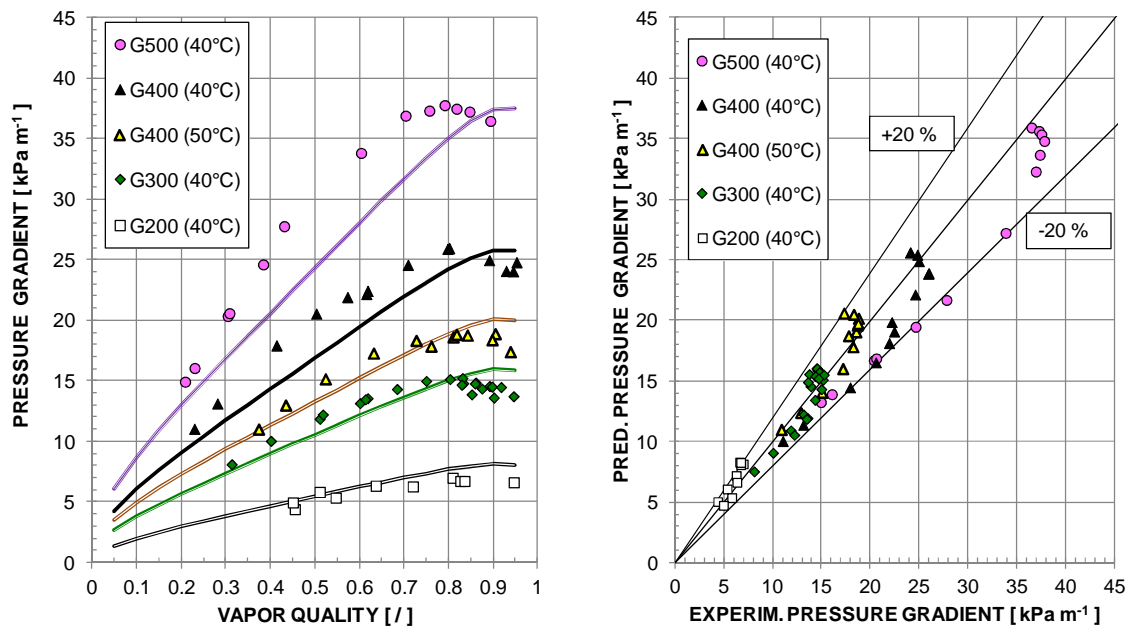 PRESSURE GRADIENT [ kPa m-1 ]
45
40
35
30
25
20
15
10
5
0
G500 (40°C)
G400 (40°C)
G400 (50°C)
G300 (40°C)
G200 (40°C)
0 0.1 0.2 0.3 0.4 0.5 0.6 0.7 0.8 0.9 1
VAPOR QUALITY [ / ]
PRED. PRESSURE GRADIENT [ kPa m-1 ]
45
40
35
30
25
20
15
10
5
0
G500 (40°C)
G400 (40°C)
G400 (50°C)
G300 (40°C)
G200 (40°C)
+20 %
-20 %
0 5 10 15 20 25 30 35 40 45
EXPERIM. PRESSURE GRADIENT [ kPa m-1 ]